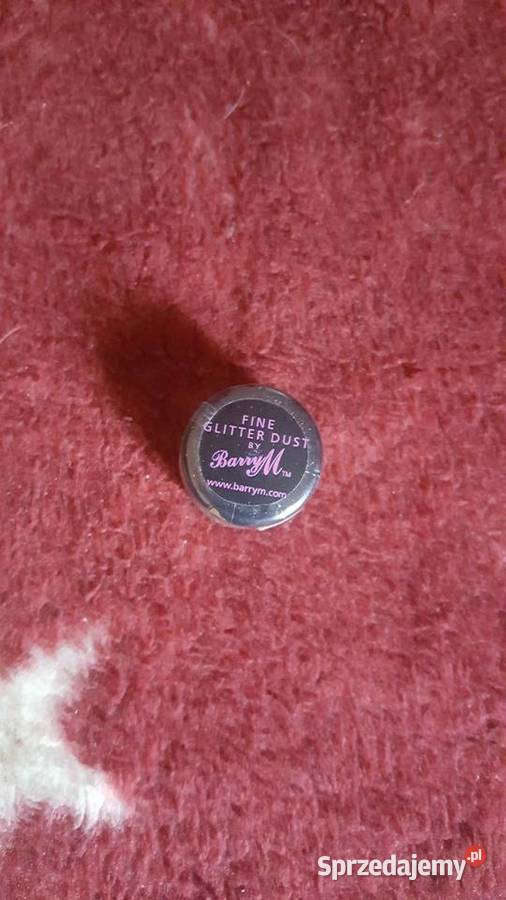 FINE
GLITTER DUST
BY
BarryM™
www.barrym.com
Sprzedajemy.pl